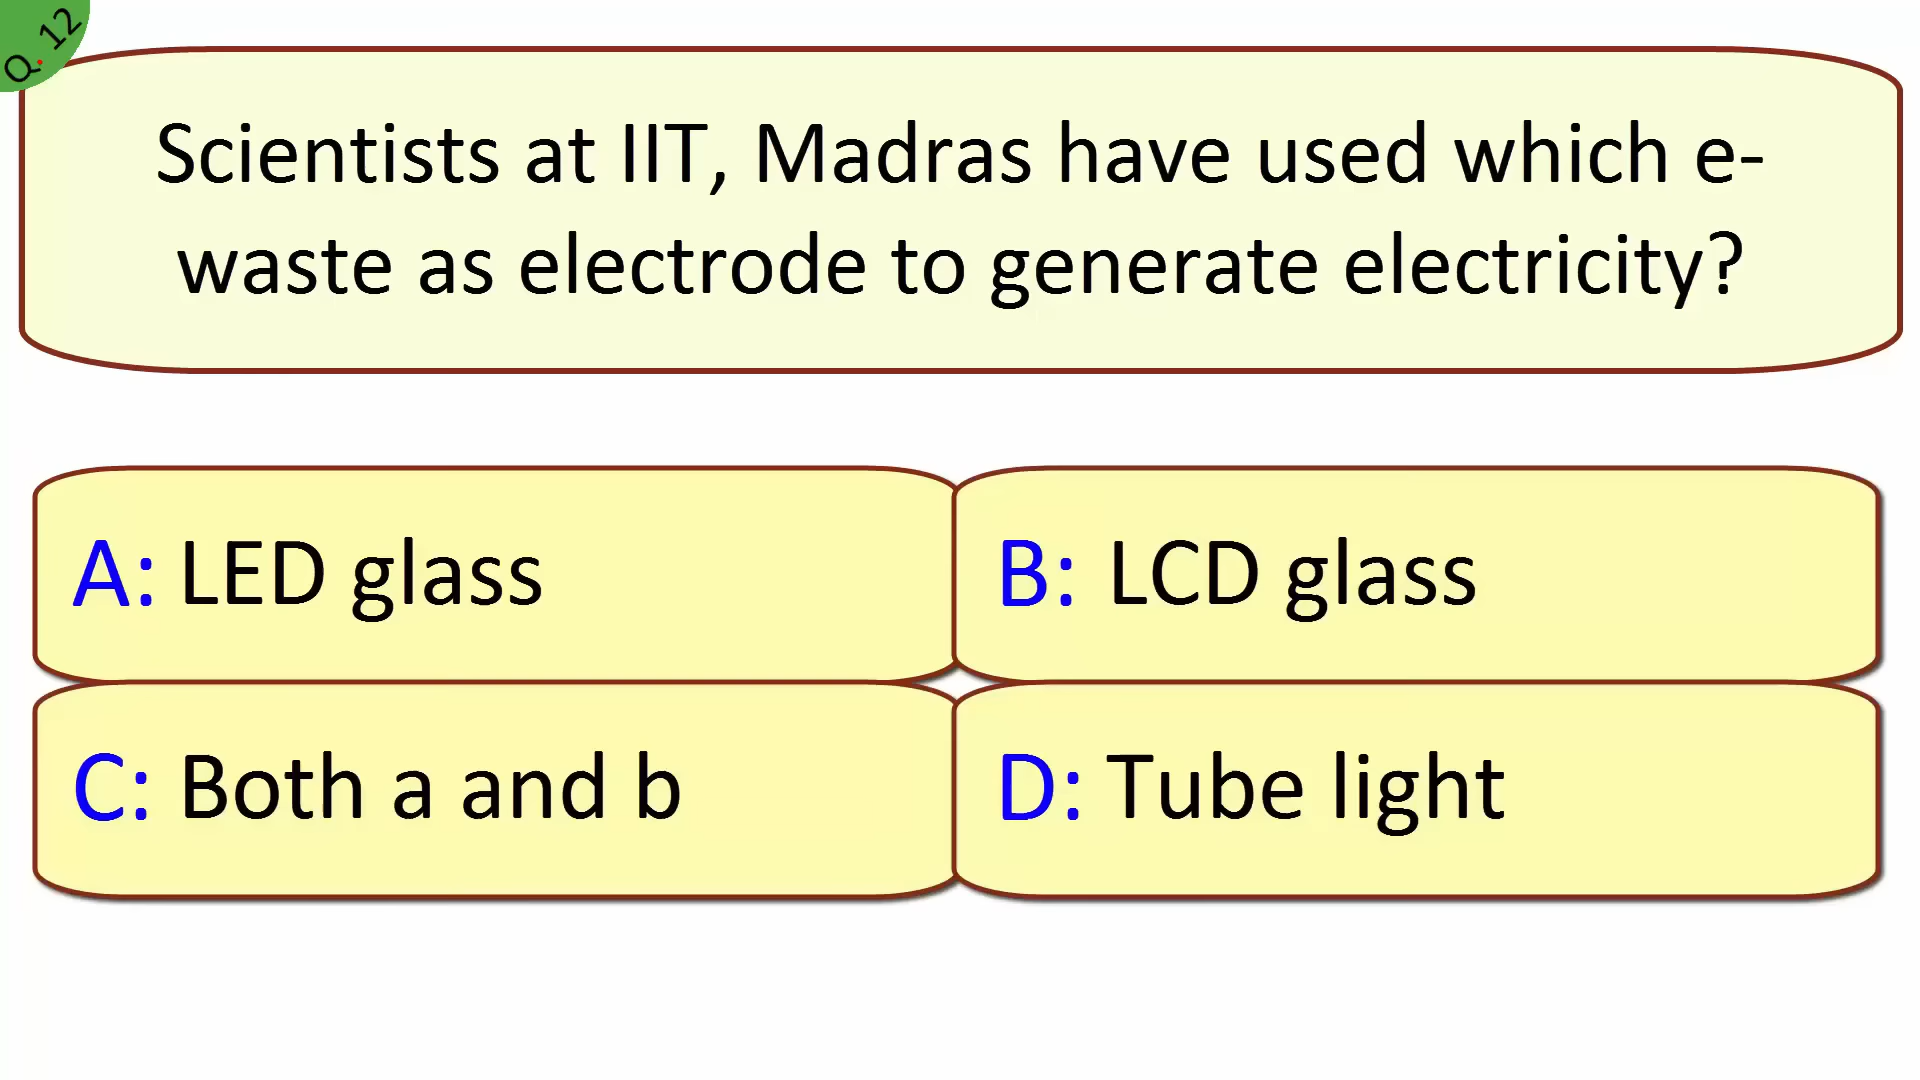 Q. 12
Scientists at IIT, Madras have used which e-
waste as electrode to generate electricity?
A: LED glass
B: LCD glass
C: Both a and b
D: Tube light